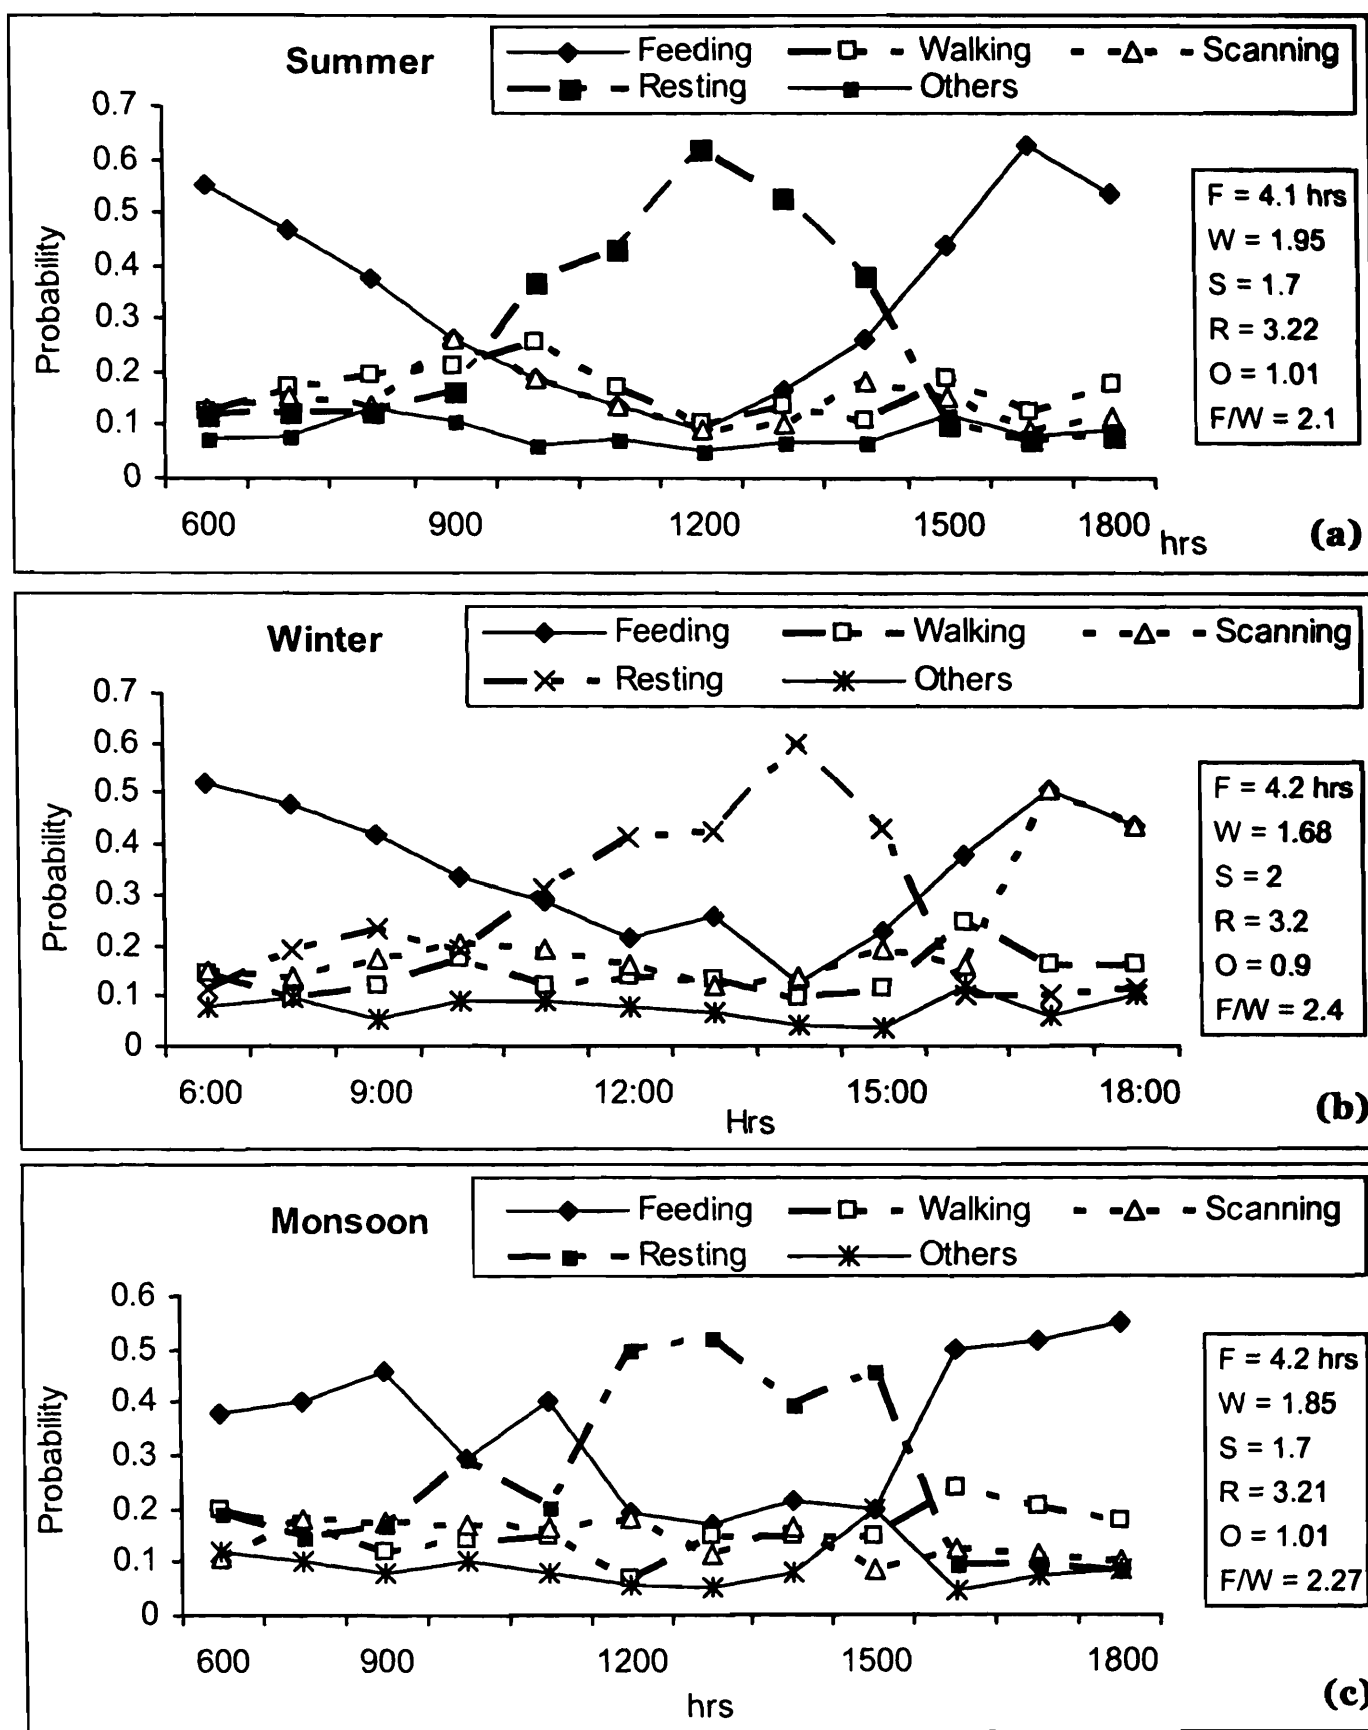 Summer
Feeding Walking Scanning
Resting Others
0.7
0.6
0.5
0.4
0.3
0.2
0.1
0
Probability
600 900 1200 1500 1800 hrs
F = 4.1 hrs
W = 1.95
S = 1.7
R = 3.22
O = 1.01
F/W = 2.1
(a)
Winter
Feeding Walking Scanning
Resting Others
0.7
0.6
0.5
0.4
0.3
0.2
0.1
0
Probability
6:00 9:00 12:00 15:00 18:00
Hrs
F = 4.2 hrs
W = 1.68
S = 2
R = 3.2
O = 0.9
F/W = 2.4
(b)
Monsoon
Feeding Walking Scanning
Resting Others
0.6
0.5
0.4
0.3
0.2
0.1
0
Probability
600 900 1200 1500 1800
hrs
F = 4.2 hrs
W = 1.85
S = 1.7
R = 3.21
O = 1.01
F/W = 2.27
(c)